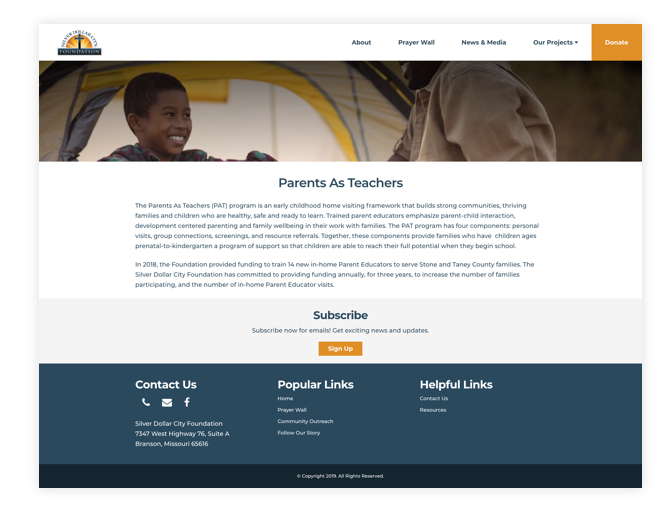 SILVER DOLLAR CITY
FOUNDATION
About Prayer Wall News & Media Our Projects Donate
Parents As Teachers
The Parents As Teachers (PAT) program is an early childhood home visiting framework that builds strong communities, thriving
families and children who are healthy, safe and ready to learn. Trained parent educators emphasize parent-child interaction,
development centered parenting and family wellbeing in their work with families. The PAT program has four components: personal
visits, group connections, screenings, and resource referrals. Together, these components provide families who have children ages
prenatal-to-kindergarten a program of support so that children are able to reach their full potential when they begin school.
In 2018, the Foundation provided funding to train 14 new in-home Parent Educators to serve Stone and Taney County families. The
Silver Dollar City Foundation has committed to providing funding annually, for three years, to increase the number of families
participating, and the number of in-home Parent Educator visits.
Subscribe
Subscribe now for emails! Get exciting news and updates.
Sign Up
Contact Us
Silver Dollar City Foundation
7347 West Highway 76, Suite A
Branson, Missouri 65616
Popular Links
Home
Prayer Wall
Community Outreach
Follow Our Story
Helpful Links
Contact Us
Resources
© Copyright 2019. All Rights Reserved.